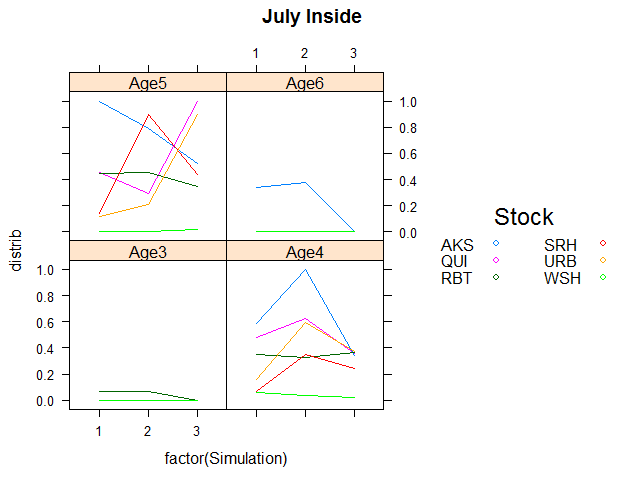 July Inside
1 2 3
Age5 Age6
1.0
0.8
0.6
0.4
0.2
0.0
Age3 Age4
1.0
0.8
0.6
0.4
0.2
0.0
1 2 3
distrib
factor(Simulation)
Stock
AKS SRH
QUI URB
RBT WSH